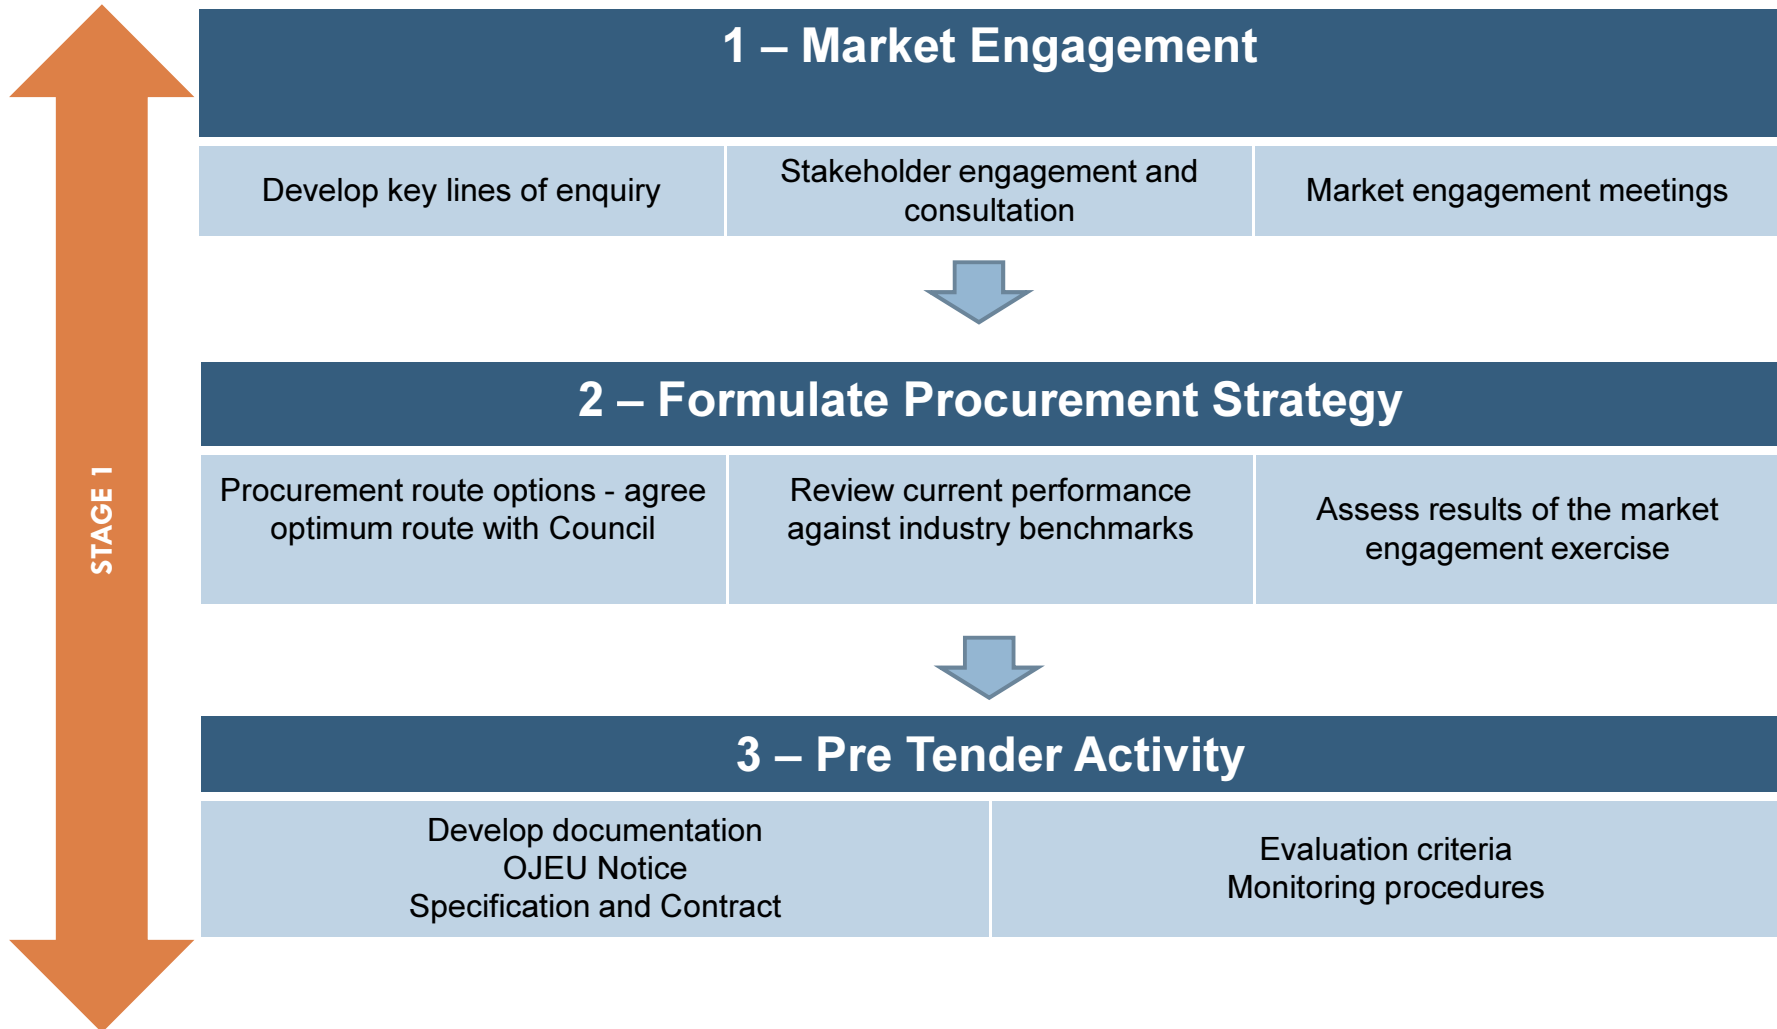 1 – Market Engagement
Develop key lines of enquiry
Stakeholder engagement and
consultation
Market engagement meetings
STAGE 1
2 – Formulate Procurement Strategy
Procurement route options - agree
optimum route with Council
Review current performance
against industry benchmarks
Assess results of the market
engagement exercise
3 – Pre Tender Activity
Develop documentation
OJEU Notice
Specification and Contract
Evaluation criteria
Monitoring procedures